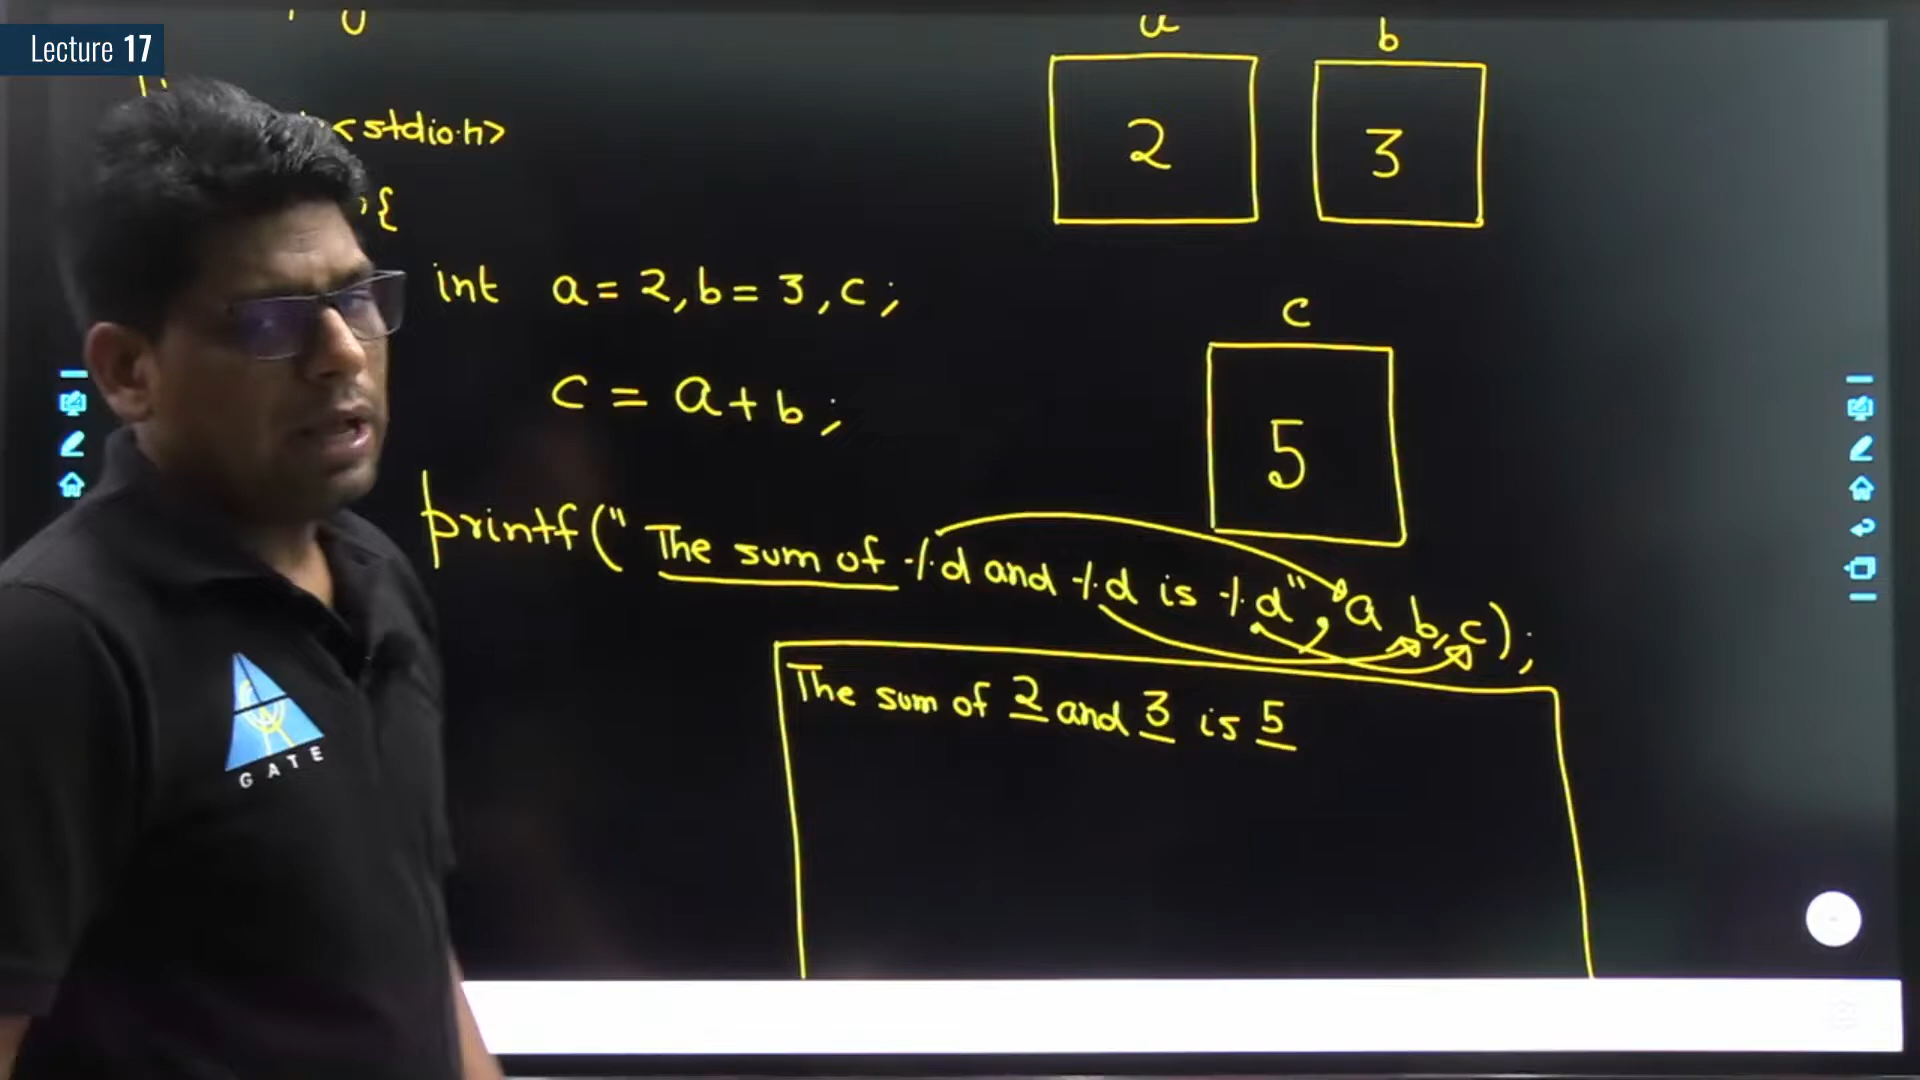 Lecture 17
a
b
<stdio.h>
2
3
{
int a = 2, b = 3, c;
c
c = a + b;
5
printf(" The sum of %d and %d is %d", a, b, c);
The sum of 2 and 3 is 5
GATE